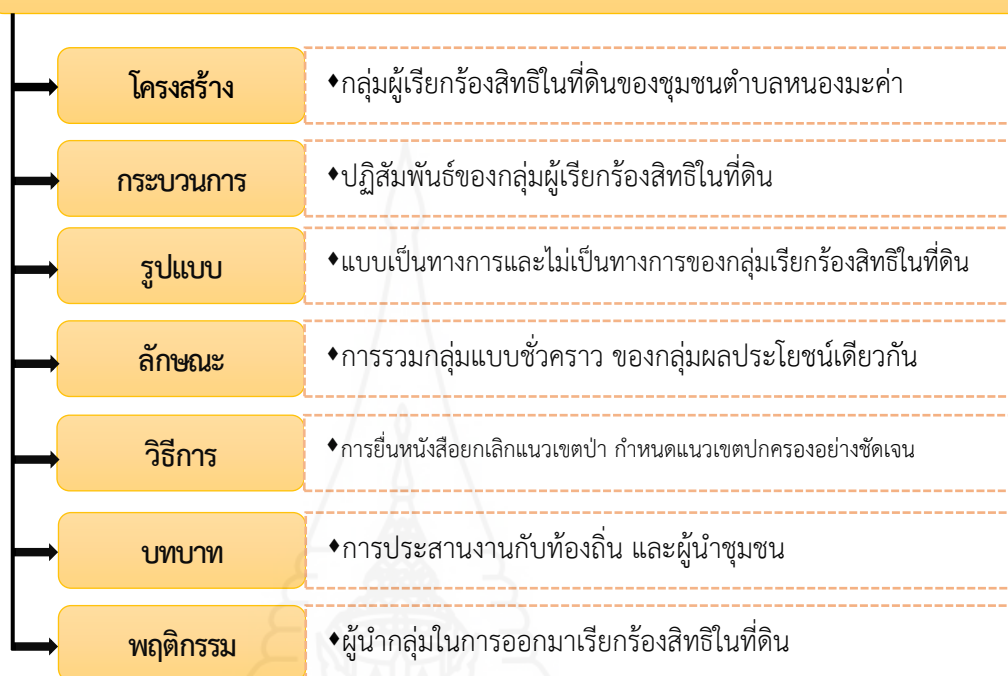 โครงสร้าง
♦กลุ่มผู้เรียกร้องสิทธิในที่ดินของชุมชนตำบลหนองมะค่า
กระบวนการ
♦ปฏิสัมพันธ์ของกลุ่มผู้เรียกร้องสิทธิในที่ดิน
รูปแบบ
♦แบบเป็นทางการและไม่เป็นทางการของกลุ่มเรียกร้องสิทธิในที่ดิน
ลักษณะ
♦การรวมกลุ่มแบบชั่วคราว ของกลุ่มผลประโยชน์เดียวกัน
วิธีการ
♦การยื่นหนังสือยกเลิกแนวเขตป่า กำหนดแนวเขตปกครองอย่างชัดเจน
บทบาท
♦การประสานงานกับท้องถิ่น และผู้นำชุมชน
พฤติกรรม
♦ผู้นำกลุ่มในการออกมาเรียกร้องสิทธิในที่ดิน